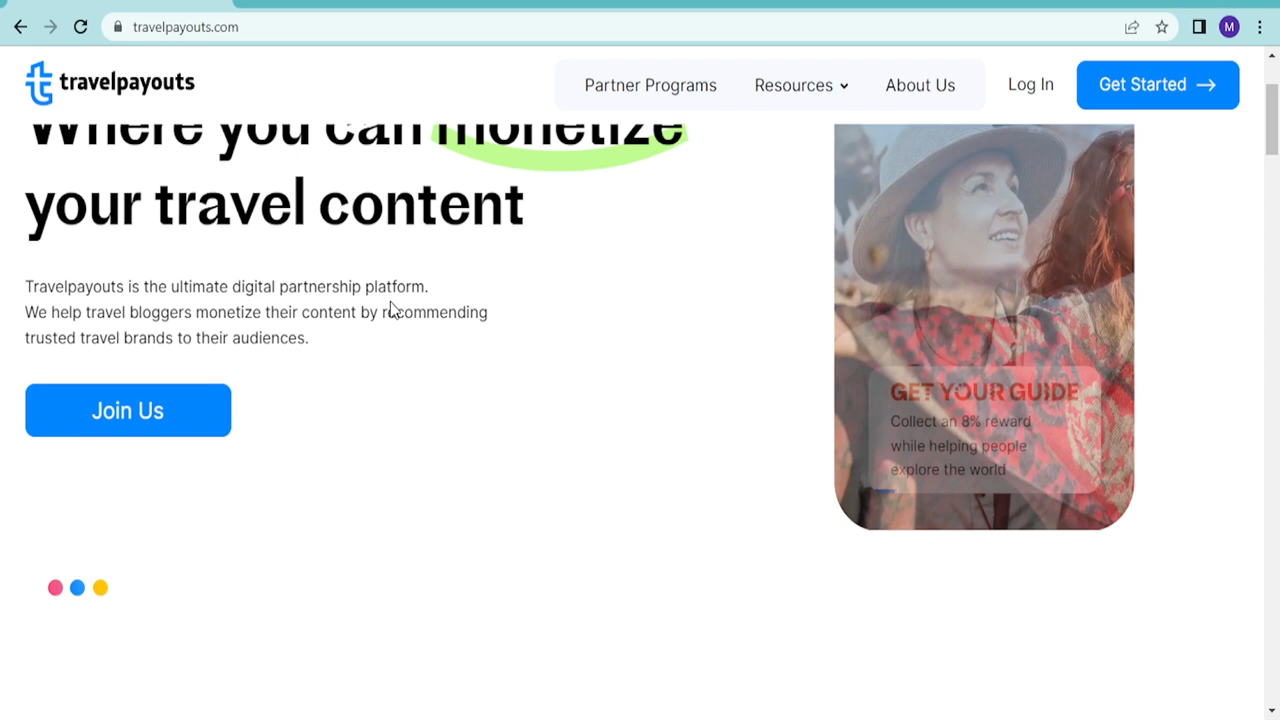 travelpayouts.com
M
travelpayouts
Partner Programs
Resources
About Us
Log In
Get Started
Where you can monetize
your travel content
Travelpayouts is the ultimate digital partnership platform.
We help travel bloggers monetize their content by recommending
trusted travel brands to their audiences.
Join Us
GET YOUR GUIDE
Collect an 8% reward
while helping people
explore the world